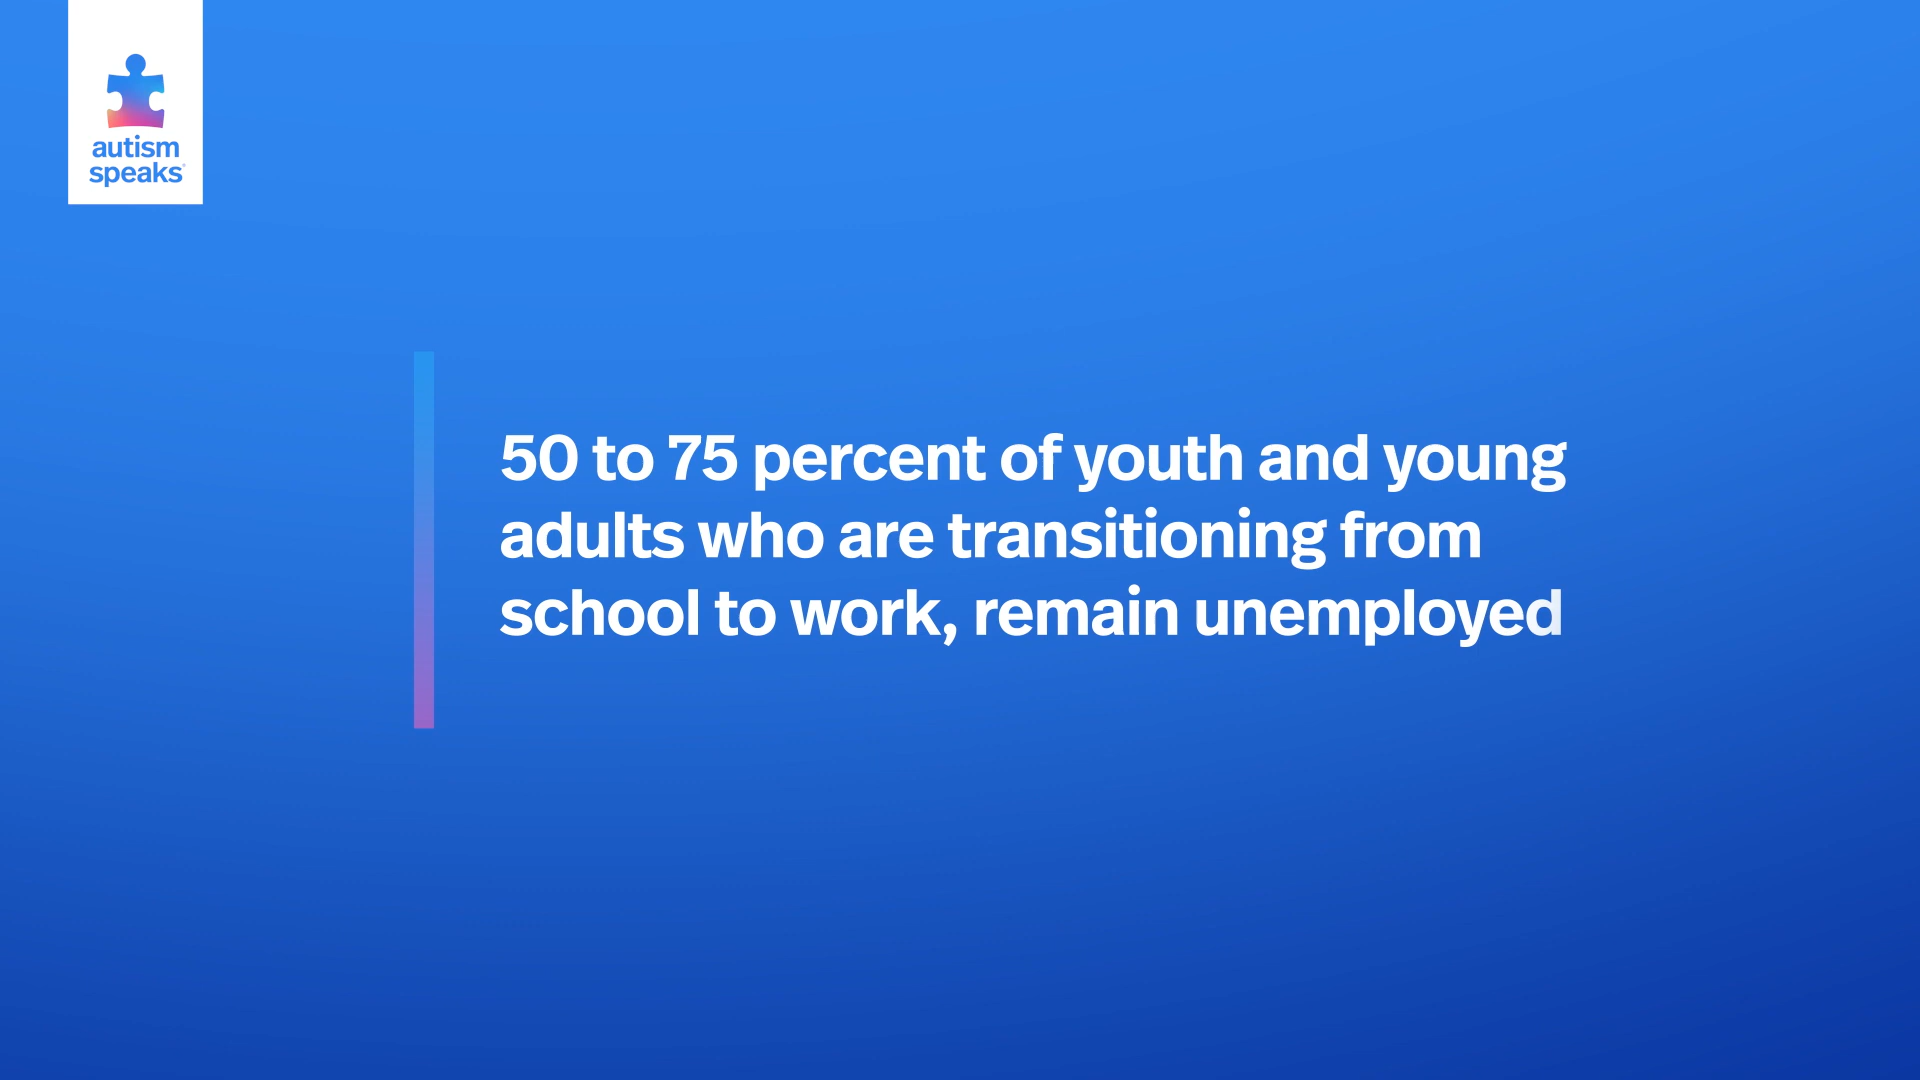 autism
speaks
50 to 75 percent of youth and young
adults who are transitioning from
school to work, remain unemployed